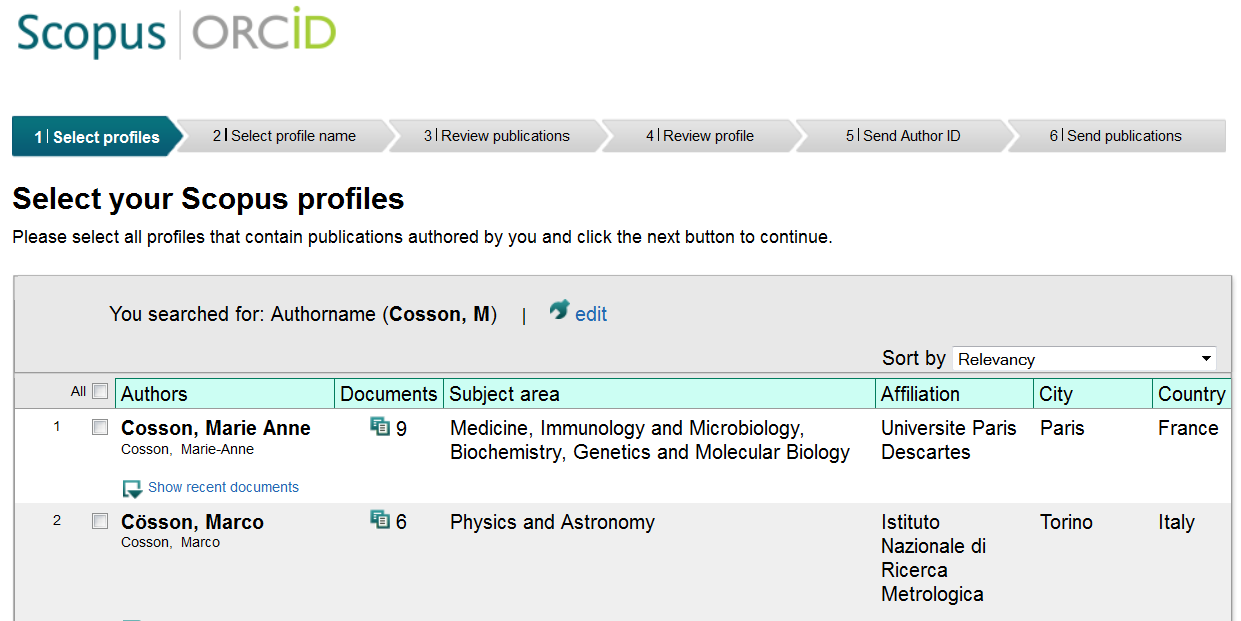 Scopus | ORCiD
1 | Select profiles 2 | Select profile name 3 | Review publications 4 | Review profile 5 | Send Author ID 6 | Send publications
Select your Scopus profiles
Please select all profiles that contain publications authored by you and click the next button to continue.
You searched for: Authorname (Cosson, M) | edit
Sort by Relevancy
All Authors Documents Subject area Affiliation City Country
1 Cosson, Marie Anne 9 Medicine, Immunology and Microbiology, Universite Paris Paris France
Cosson, Marie-Anne Biochemistry, Genetics and Molecular Biology Descartes
Show recent documents
2 Cösson, Marco 6 Physics and Astronomy Istituto Torino Italy
Cosson, Marco Nazionale di
Ricerca
Metrologica